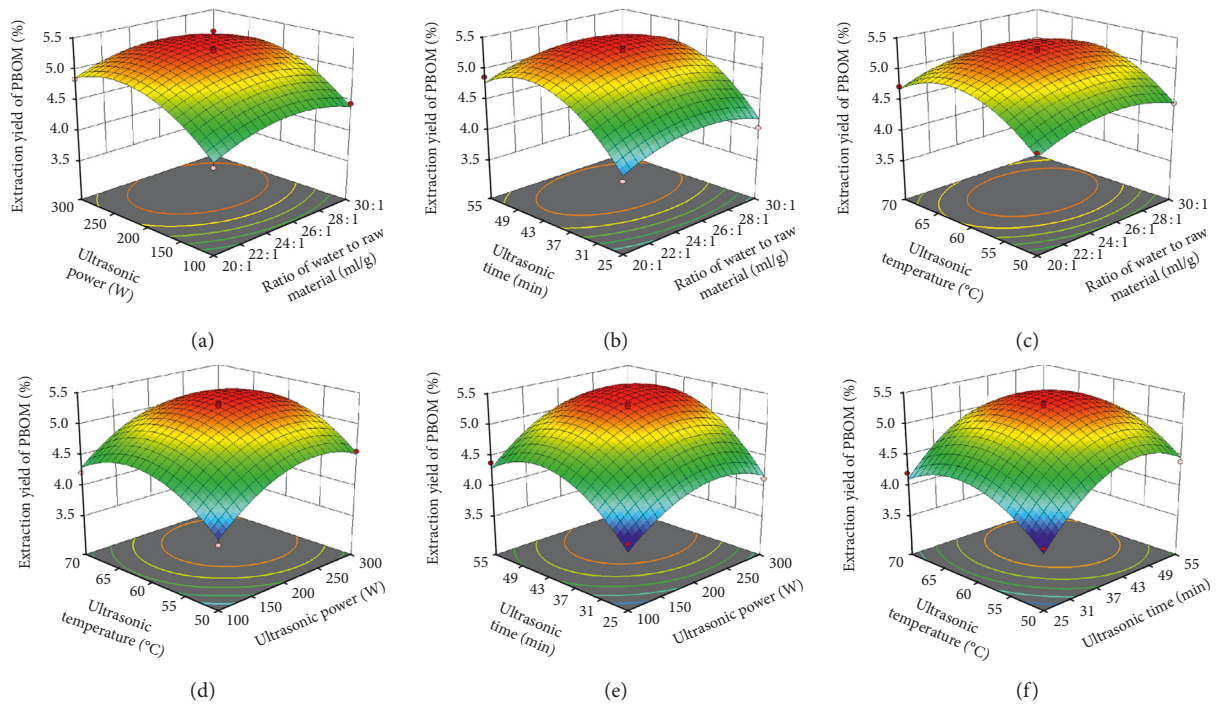 Extraction yield of PBOM (%)
5.5
5.0
4.5
4.0
3.5
300
250
200
150
100
Ultrasonic
power (W)
30 : 1
28 : 1
26 : 1
24 : 1
22 : 1
20 : 1
Ratio of water to raw
material (ml/g)
(a)
Extraction yield of PBOM (%)
5.5
5.0
4.5
4.0
3.5
55
49
43
37
31
25
Ultrasonic
time (min)
30 : 1
28 : 1
26 : 1
24 : 1
22 : 1
20 : 1
Ratio of water to raw
material (ml/g)
(b)
Extraction yield of PBOM (%)
5.5
5.0
4.5
4.0
3.5
70
65
60
55
50
Ultrasonic
temperature (°C)
30 : 1
28 : 1
26 : 1
24 : 1
22 : 1
20 : 1
Ratio of water to raw
material (ml/g)
(c)
Extraction yield of PBOM (%)
5.5
5.0
4.5
4.0
3.5
70
65
60
55
50
Ultrasonic
temperature (°C)
300
250
200
150
100
Ultrasonic power (W)
(d)
Extraction yield of PBOM (%)
5.5
5.0
4.5
4.0
3.5
55
49
43
37
31
25
Ultrasonic
time (min)
300
250
200
150
100
Ultrasonic power (W)
(e)
Extraction yield of PBOM (%)
5.5
5.0
4.5
4.0
3.5
70
65
60
55
50
Ultrasonic
temperature (°C)
55
49
43
37
31
25
Ultrasonic time (min)
(f)